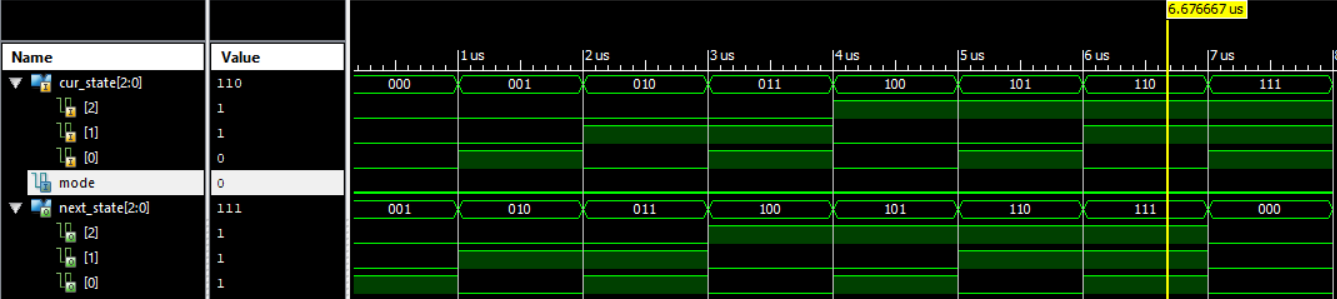 6.676667 us
Name Value
1 us 2 us 3 us 4 us 5 us 6 us 7 us
cur_state[2:0] 110 000 001 010 011 100 101 110 111
[2] 1
[1] 1
[0] 0
mode 0
next_state[2:0] 111 001 010 011 100 101 110 111 000
[2] 1
[1] 1
[0] 1